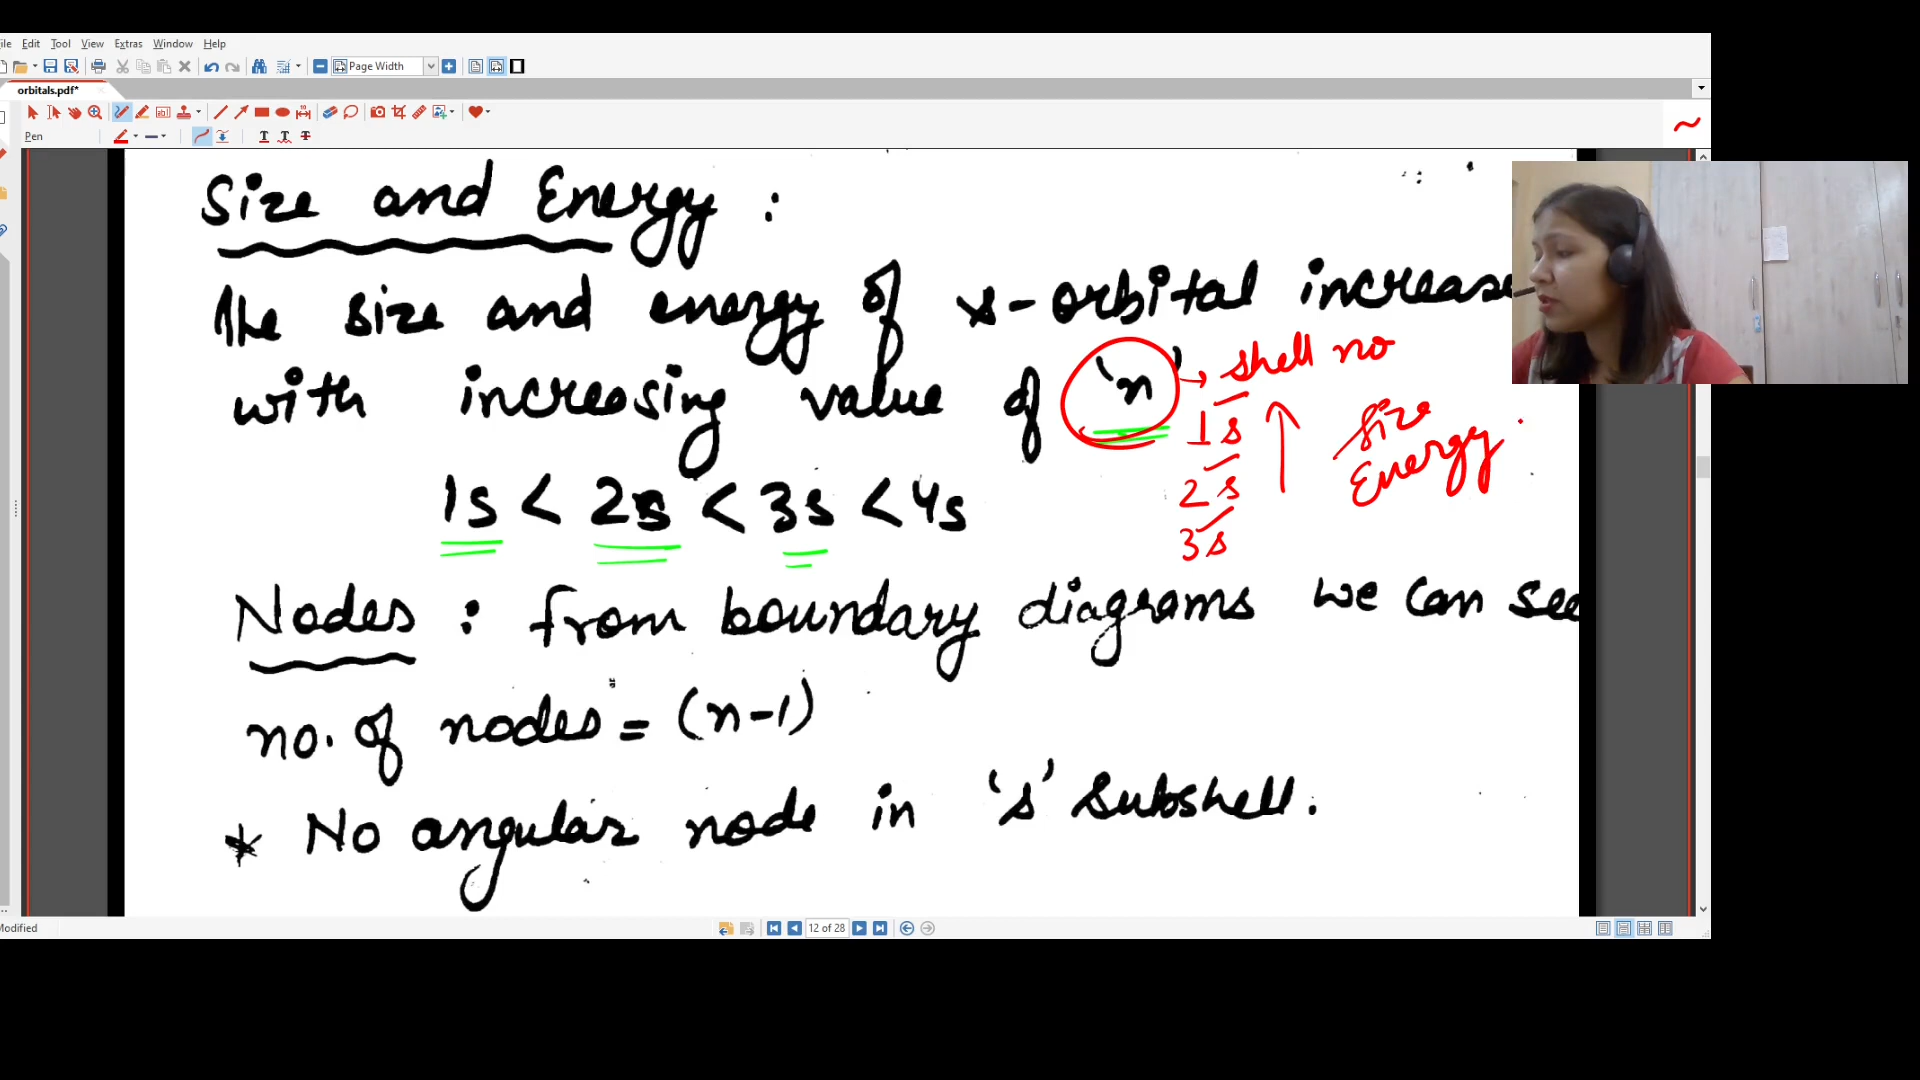 ile Edit Tool View Extras Window Help
Page Width
orbitals.pdf*
Pen
Size and Energy :
The size and energy of s-orbital increase
with increasing value of 'n' → shell no
1s
2s
3s
↑
Size
Energy.
1s < 2s < 3s < 4s
Nodes : from boundary diagrams we can see
no. of nodes = (n-1)
* No angular node in 's' subshell.
Modified
12 of 28